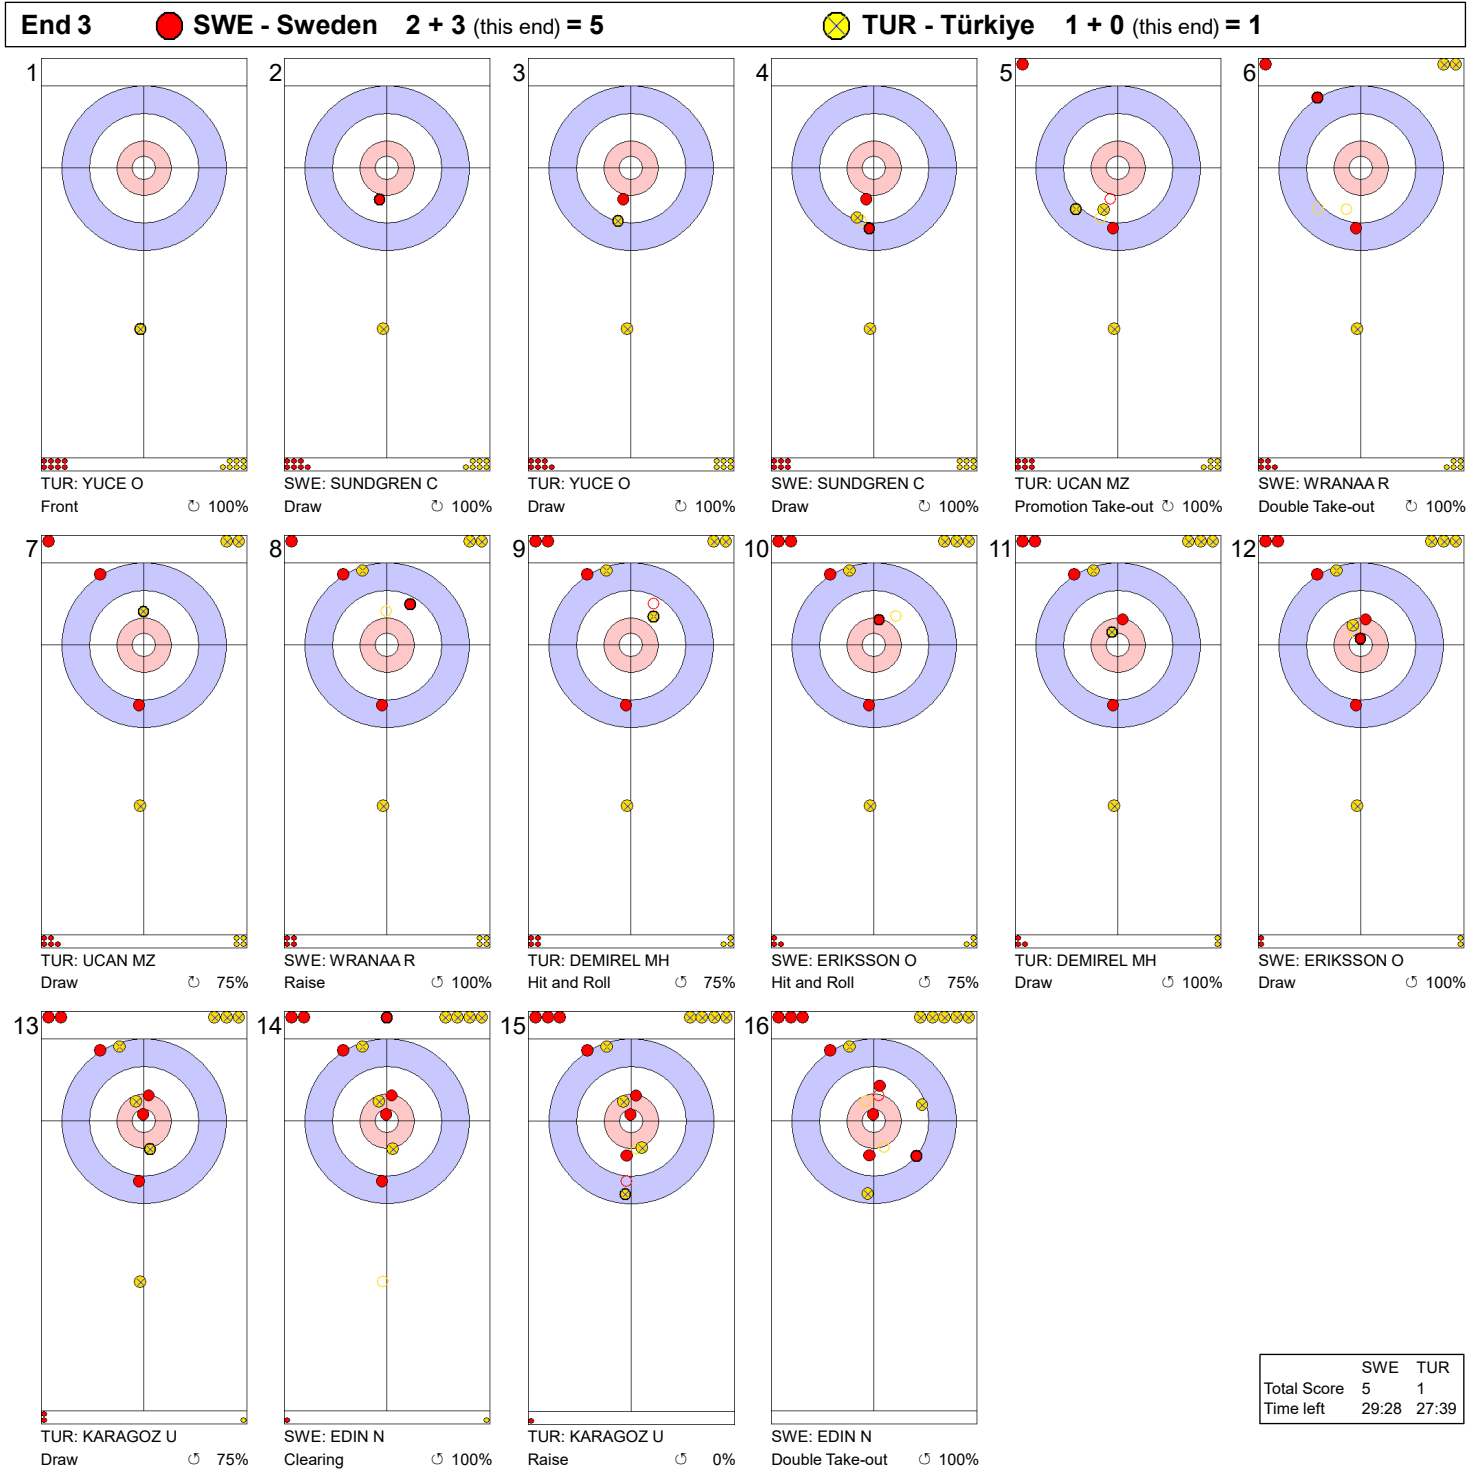 End 3 SWE - Sweden 2 + 3 (this end) = 5 TUR - Türkiye 1 + 0 (this end) = 1
1 2 3 4 5 6
TUR: YUCE O SWE: SUNDGREN C TUR: YUCE O SWE: SUNDGREN C TUR: UCAN MZ SWE: WRANAA R
Front ↻ 100% Draw ↻ 100% Draw ↻ 100% Draw ↻ 100% Promotion Take-out ↻ 100% Double Take-out ↻ 100%
7 8 9 10 11 12
TUR: UCAN MZ SWE: WRANAA R TUR: DEMIREL MH SWE: ERIKSSON O TUR: DEMIREL MH SWE: ERIKSSON O
Draw ↻ 75% Raise ↻ 100% Hit and Roll ↺ 75% Hit and Roll ↺ 75% Draw ↻ 100% Draw ↻ 100%
13 14 15 16
TUR: KARAGOZ U SWE: EDIN N TUR: KARAGOZ U SWE: EDIN N
Draw ↺ 75% Clearing ↺ 100% Raise ↺ 0% Double Take-out ↺ 100%
SWE TUR
Total Score 5 1
Time left 29:28 27:39